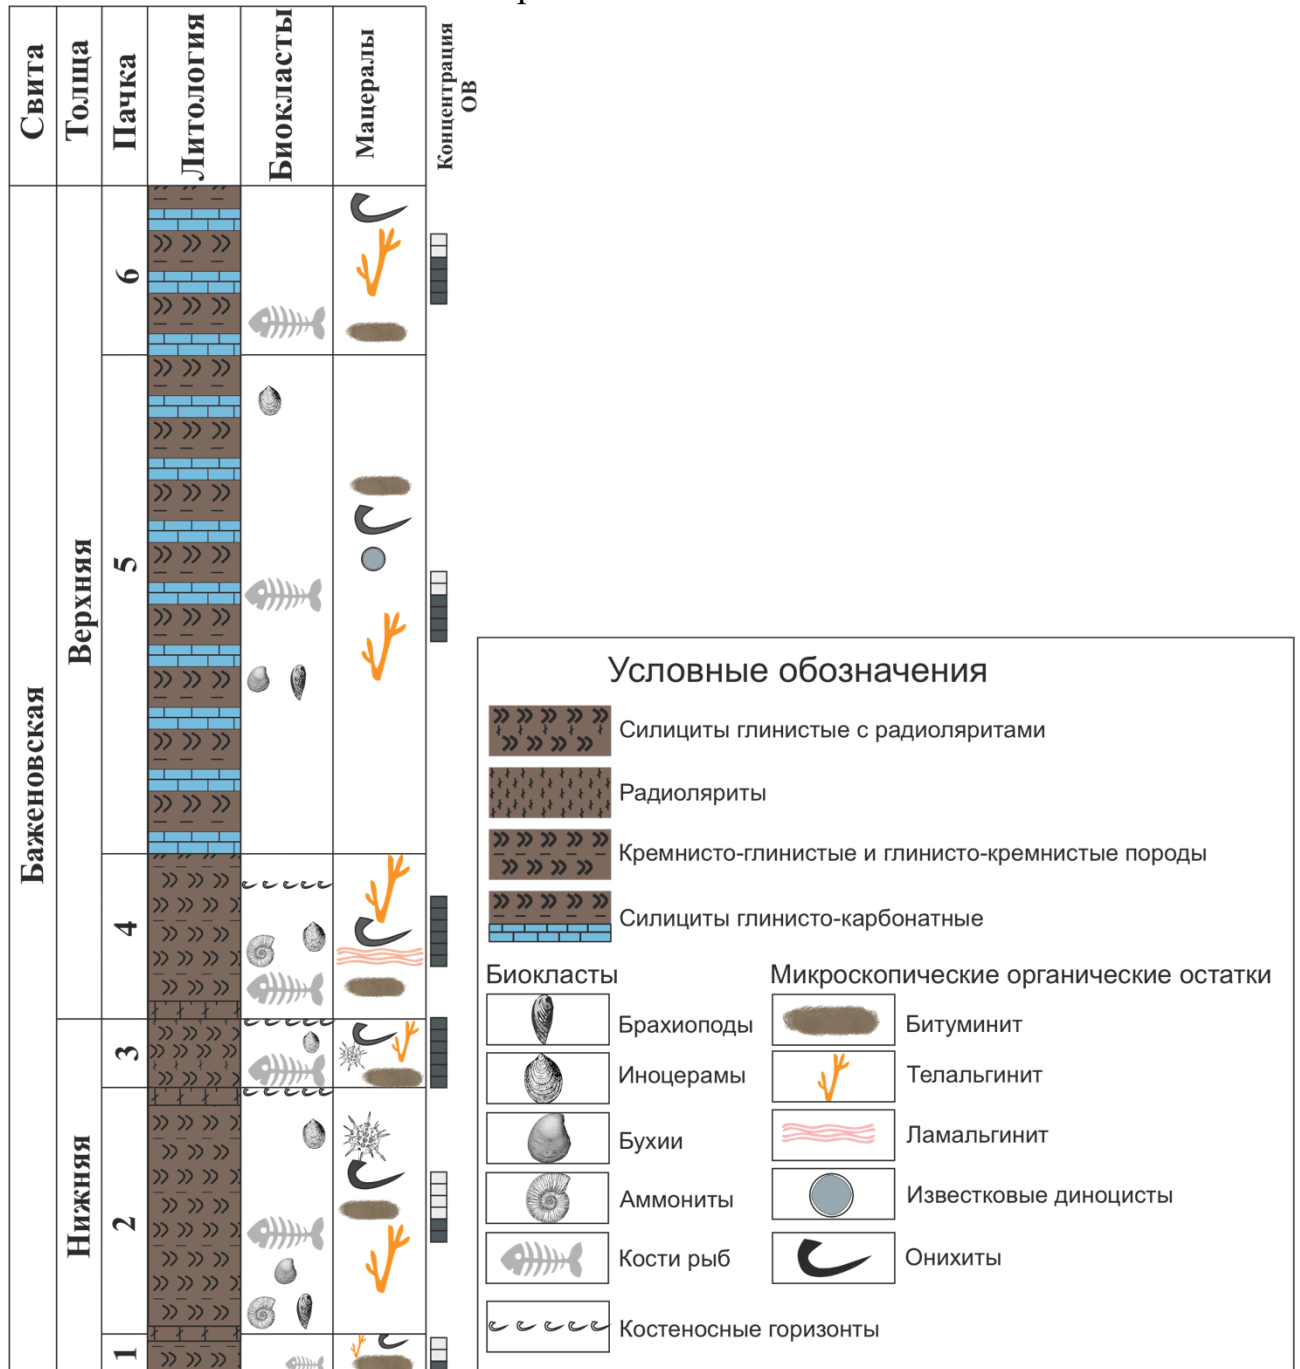 Свита
Толща
Пачка
Литология
Биокласты
Мацералы
Концентрация
ОВ
Баженовская
Верхняя
Нижняя
6
5
4
3
2
1
Условные обозначения
Силициты глинистые с радиоляритами
Радиоляриты
Кремнисто-глинистые и глинисто-кремнистые породы
Силициты глинисто-карбонатные
Биокласты
Микроскопические органические остатки
Брахиоподы
Битуминит
Иноцерамы
Телальгинит
Бухии
Ламальгинит
Аммониты
Известковые диноцисты
Кости рыб
Онихиты
Костеносные горизонты